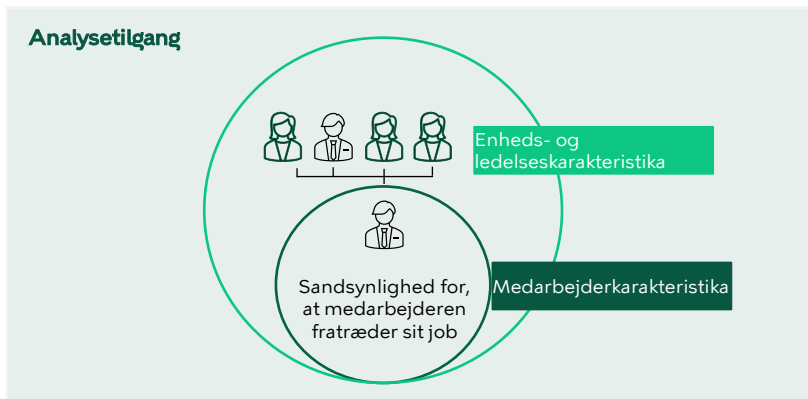 Analysetilgang
Enheds- og
ledelseskarakteristika
Sandsynlighed for,
at medarbejderen
fratræder sit job
Medarbejderkarakteristika